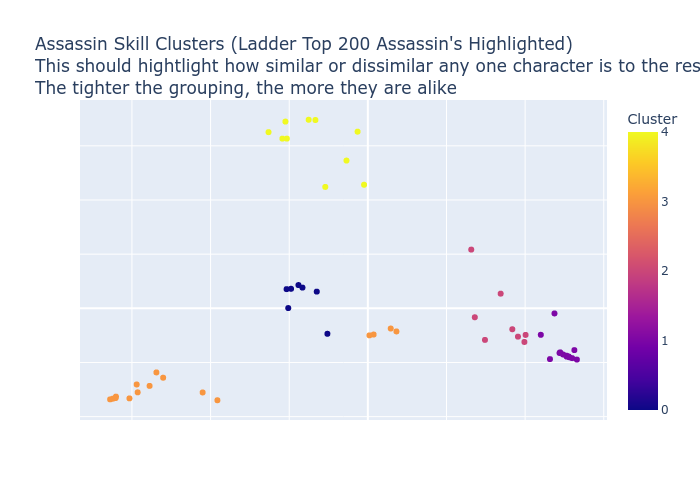 Assassin Skill Clusters (Ladder Top 200 Assassin's Highlighted)
This should hightlight how similar or dissimilar any one character is to the res
The tighter the grouping, the more they are alike
Cluster
4
3
2
1
0